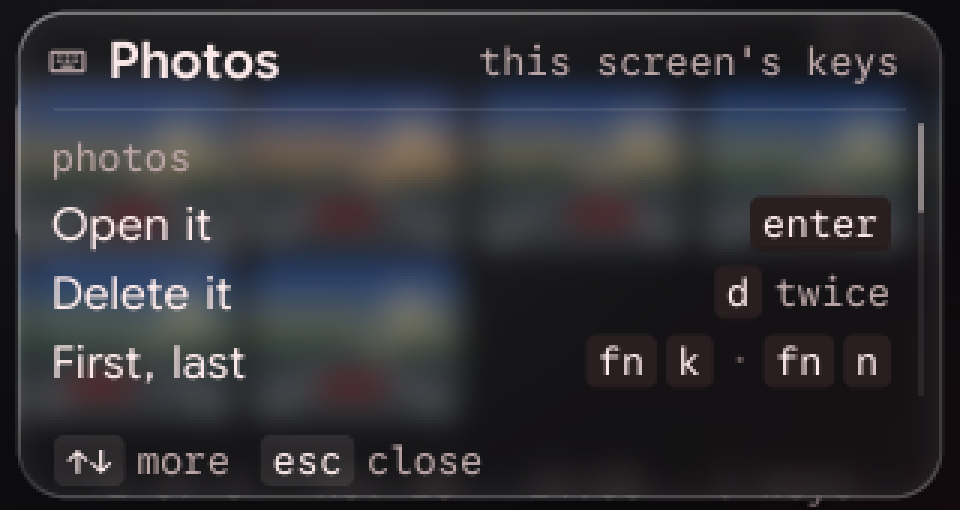 Photos this screen's keys
photos
Open it enter
Delete it d twice
First, last fn k · fn n
↑↓ more esc close